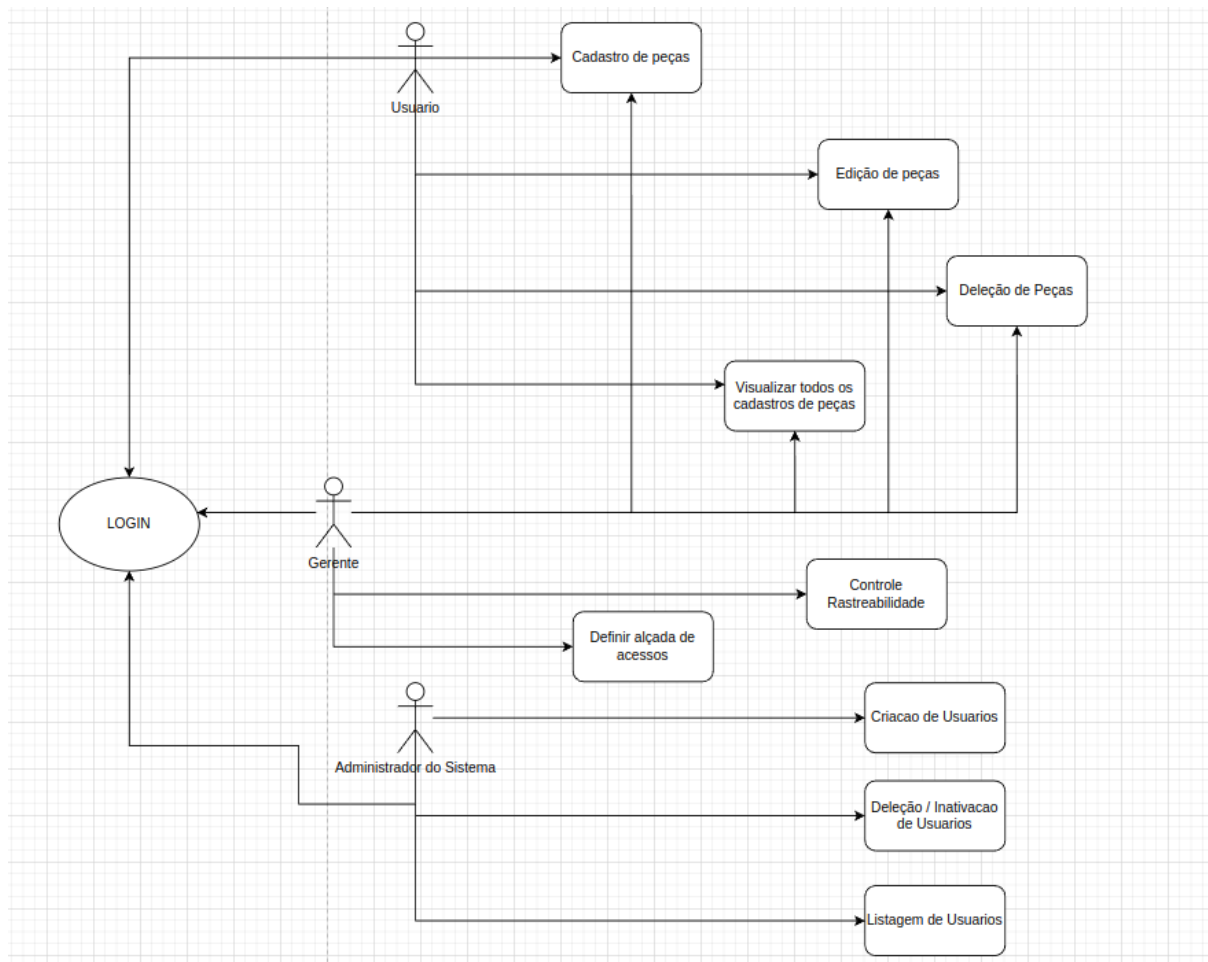 Cadastro de peças
Usuario
Edição de peças
Deleção de Peças
Visualizar todos os
cadastros de peças
LOGIN
Gerente
Controle
Rastreabilidade
Definir alçada de
acessos
Criacao de Usuarios
Administrador do Sistema
Deleção / Inativacao
de Usuarios
Listagem de Usuarios